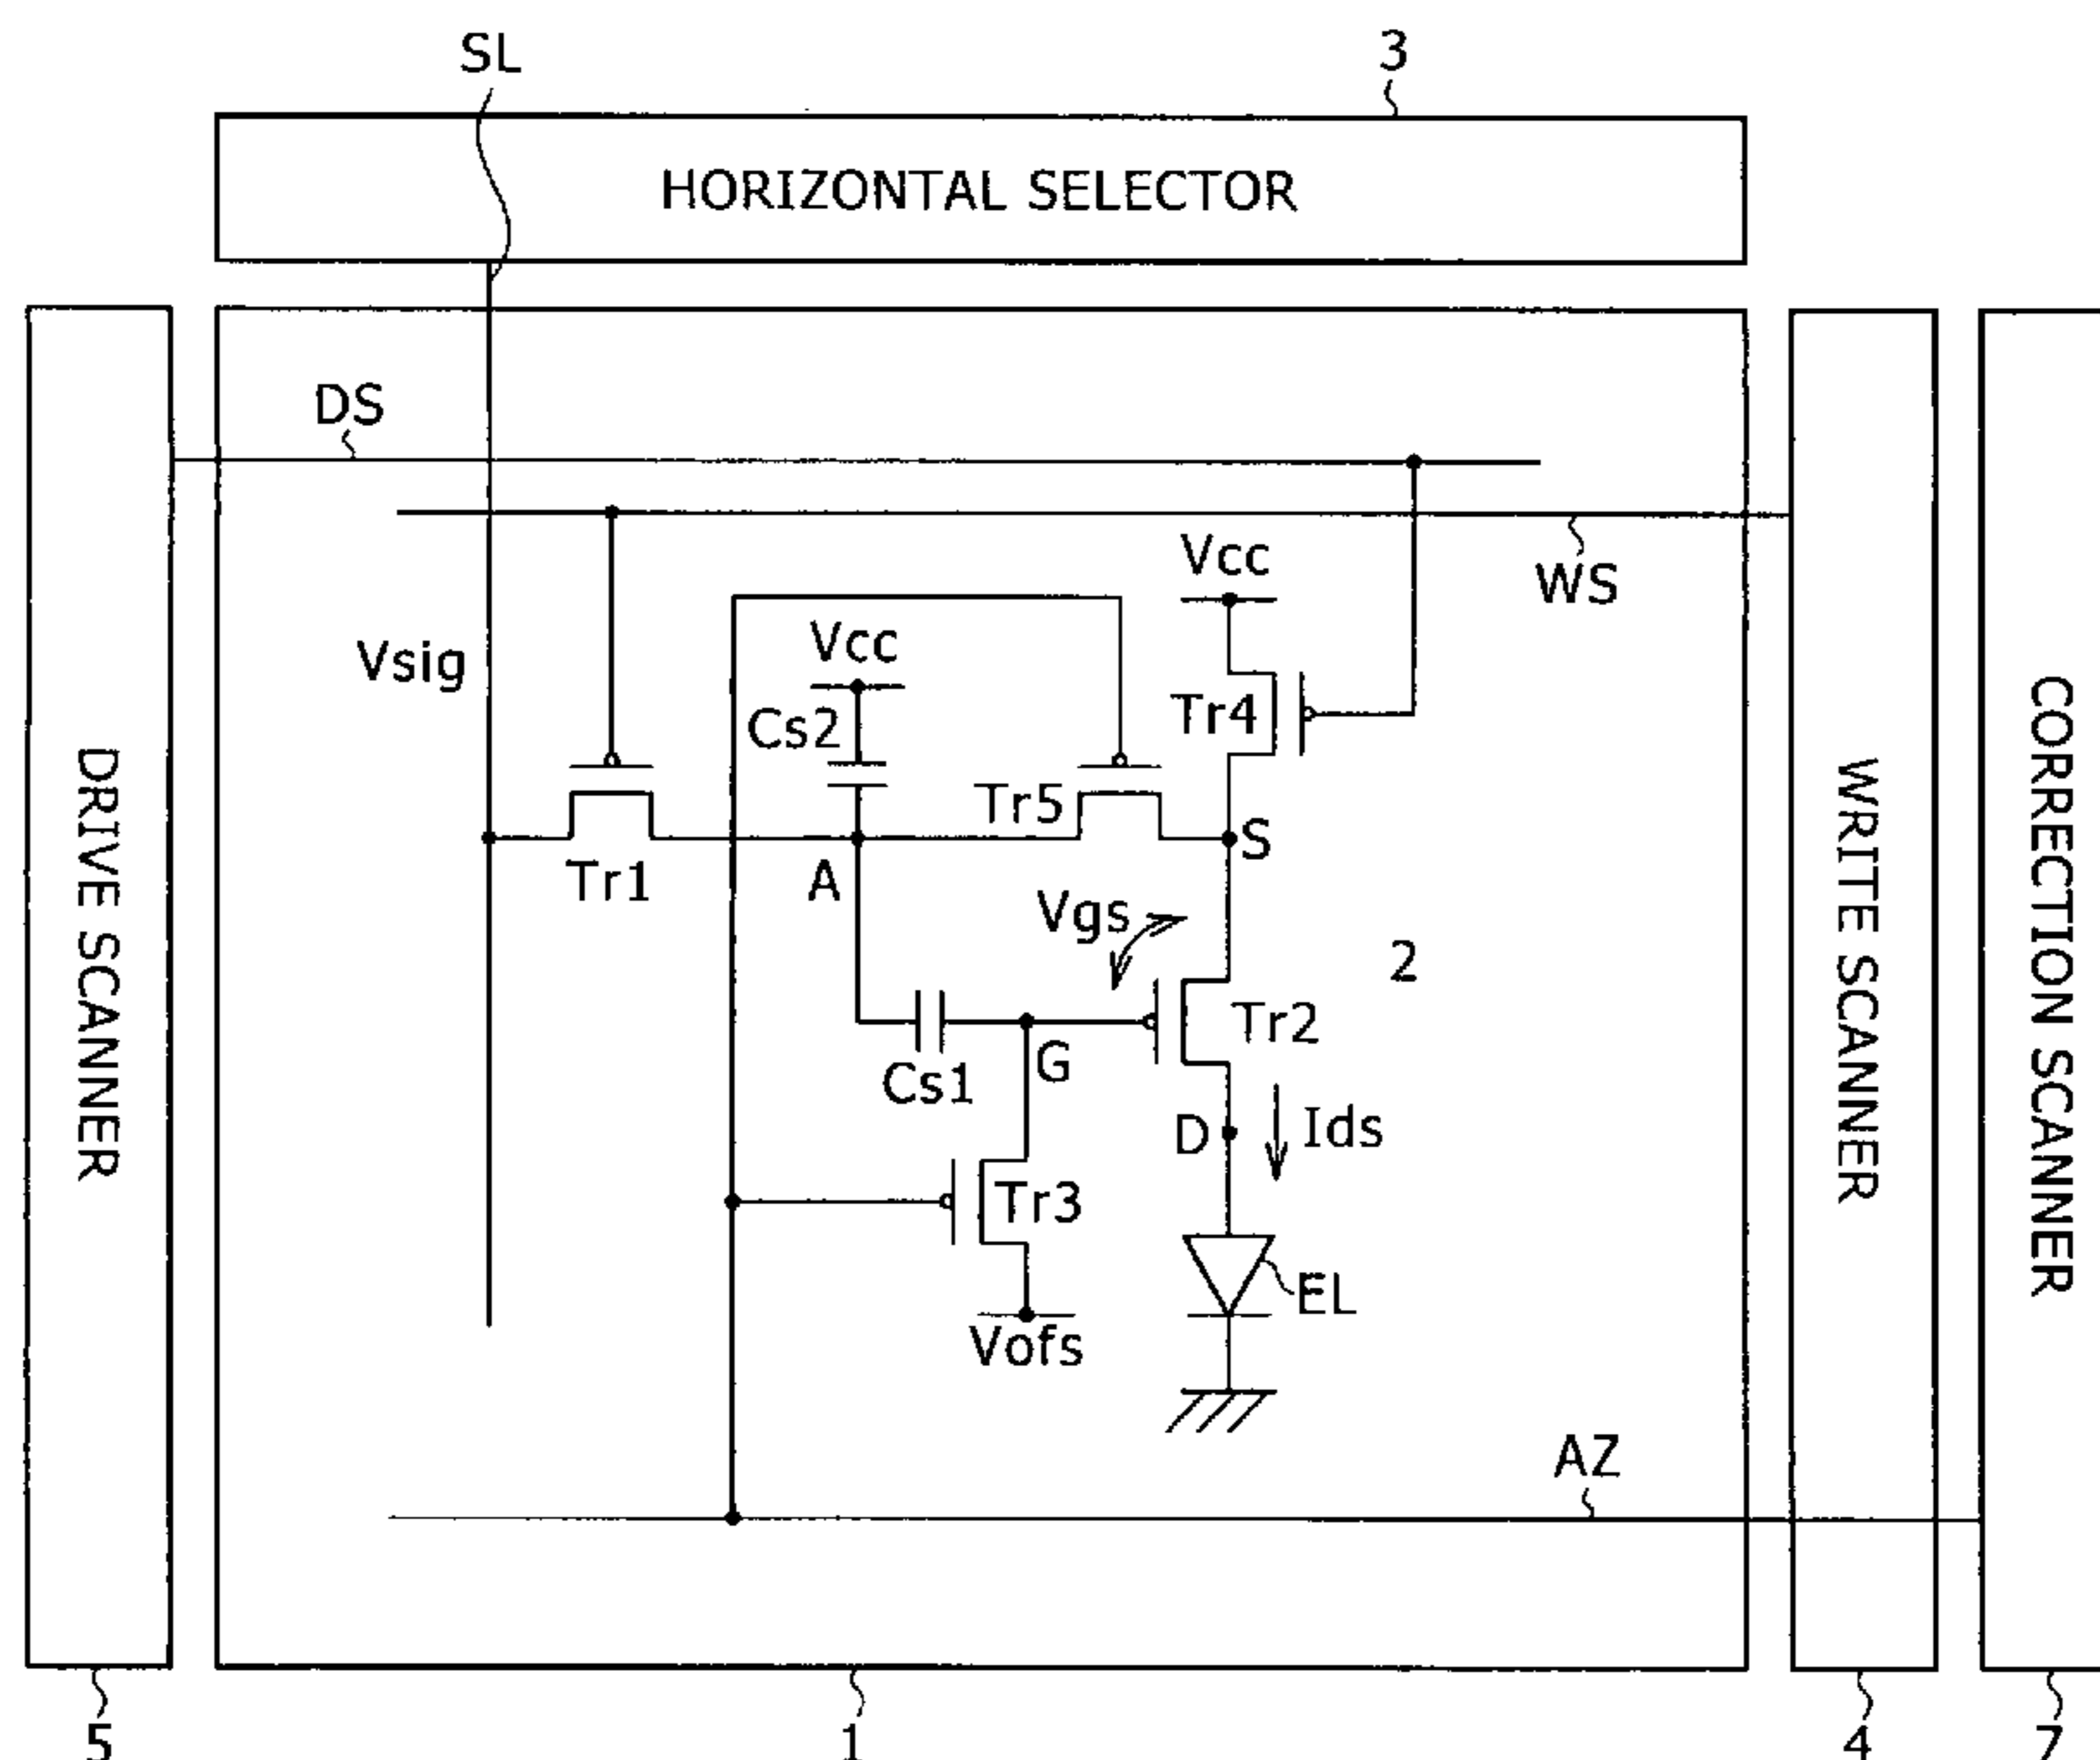 SL
3
HORIZONTAL SELECTOR
DS
WS
Vcc
Vcc
Vsig
Cs2
Tr4
Tr5
S
Tr1
A
Vgs
2
Tr2
G
Cs1
D
Ids
Tr3
EL
Vofs
AZ
DRIVE SCANNER
WRITE SCANNER
CORRECTION SCANNER
5
1
4
7